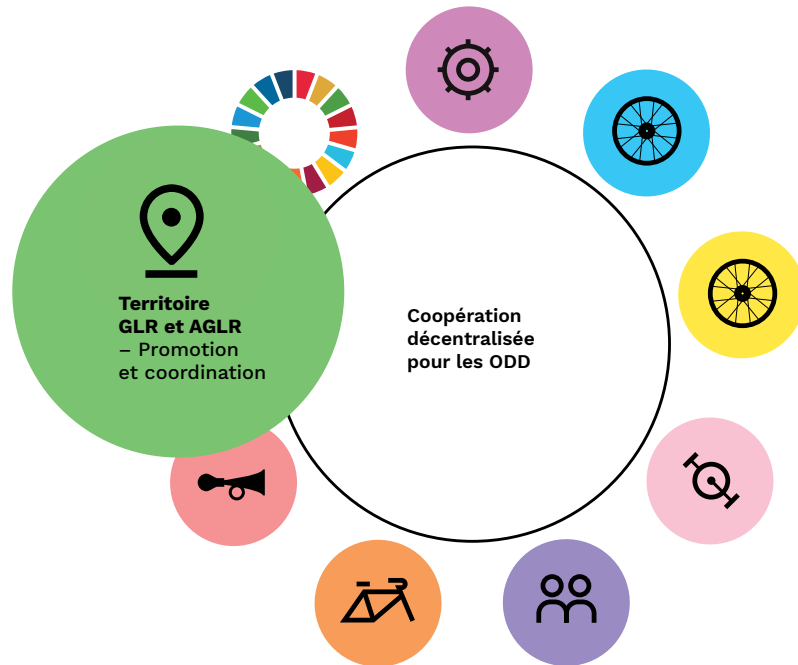 Territoire
GLR et AGLR
– Promotion
et coordination
Coopération
décentralisée
pour les ODD